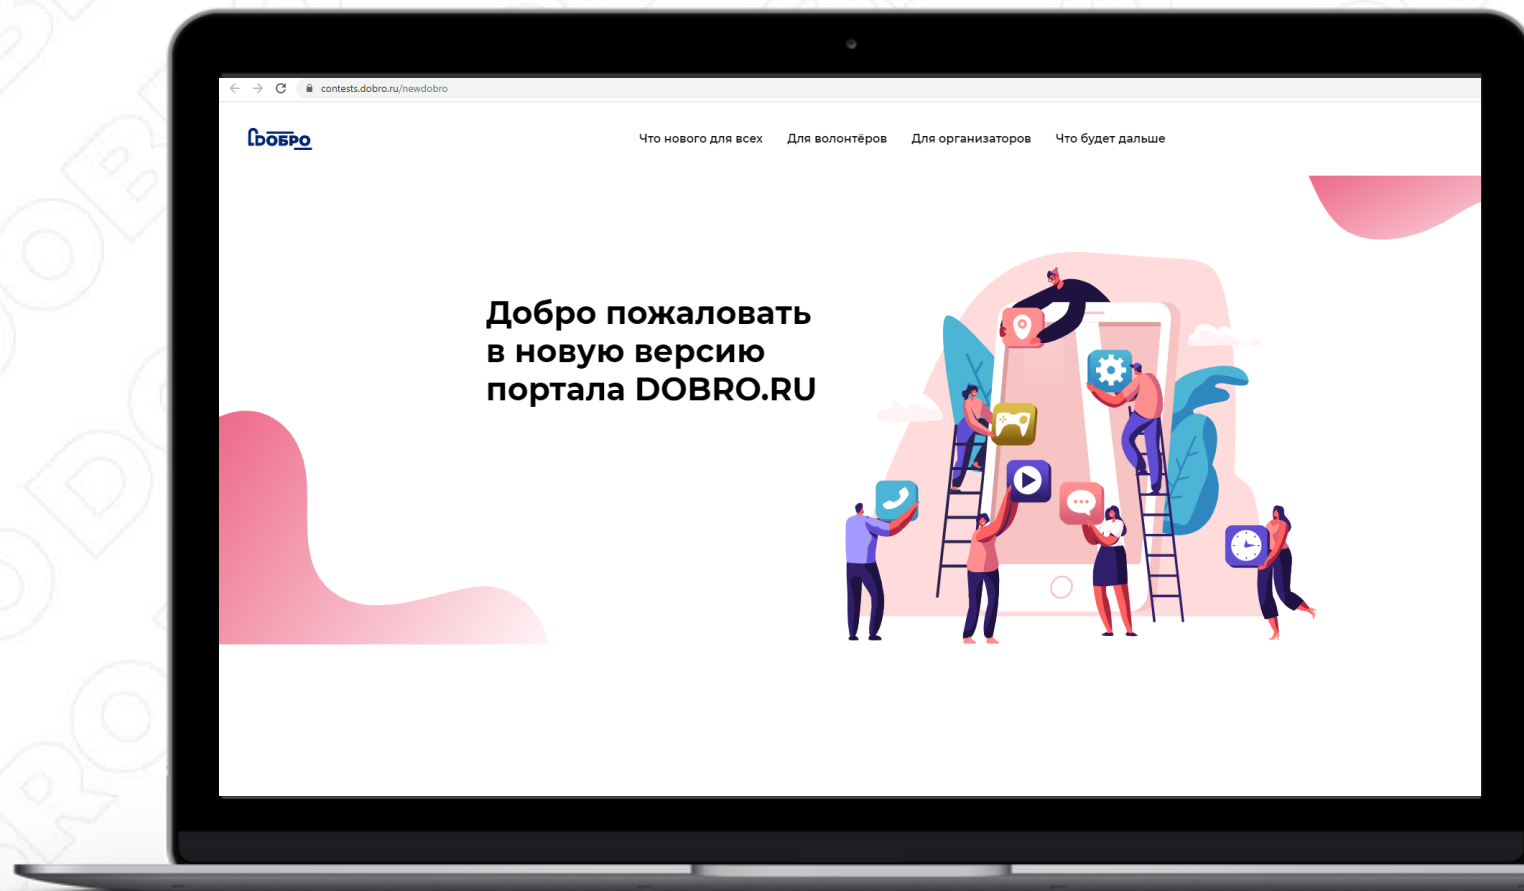 contests.dobro.ru/newdobro
ДОБРО
Что нового для всех Для волонтёров Для организаторов Что будет дальше
Добро пожаловать
в новую версию
портала DOBRO.RU